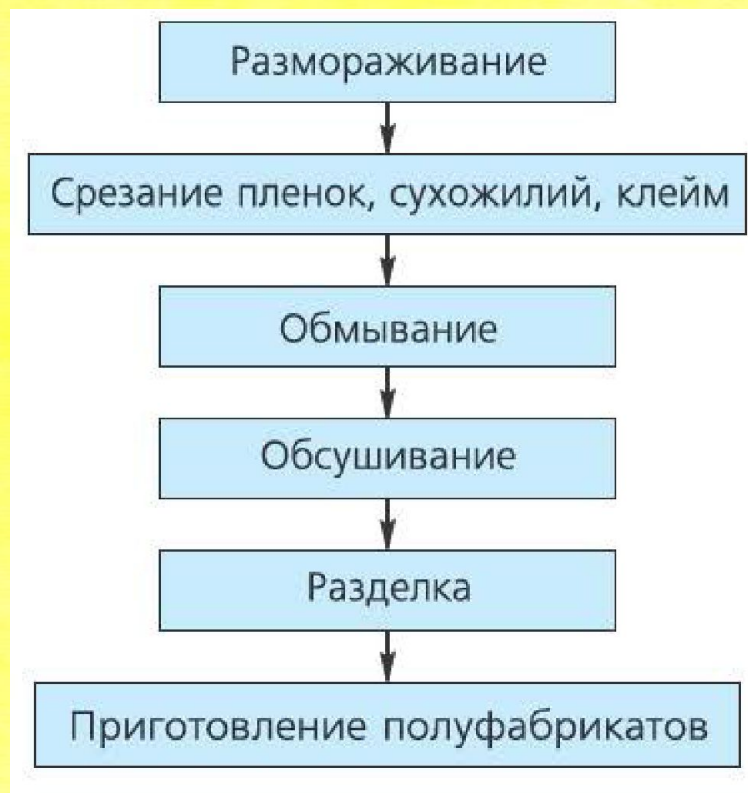 Размораживание
Срезание пленок, сухожилий, клейм
Обмывание
Обсушивание
Разделка
Приготовление полуфабрикатов